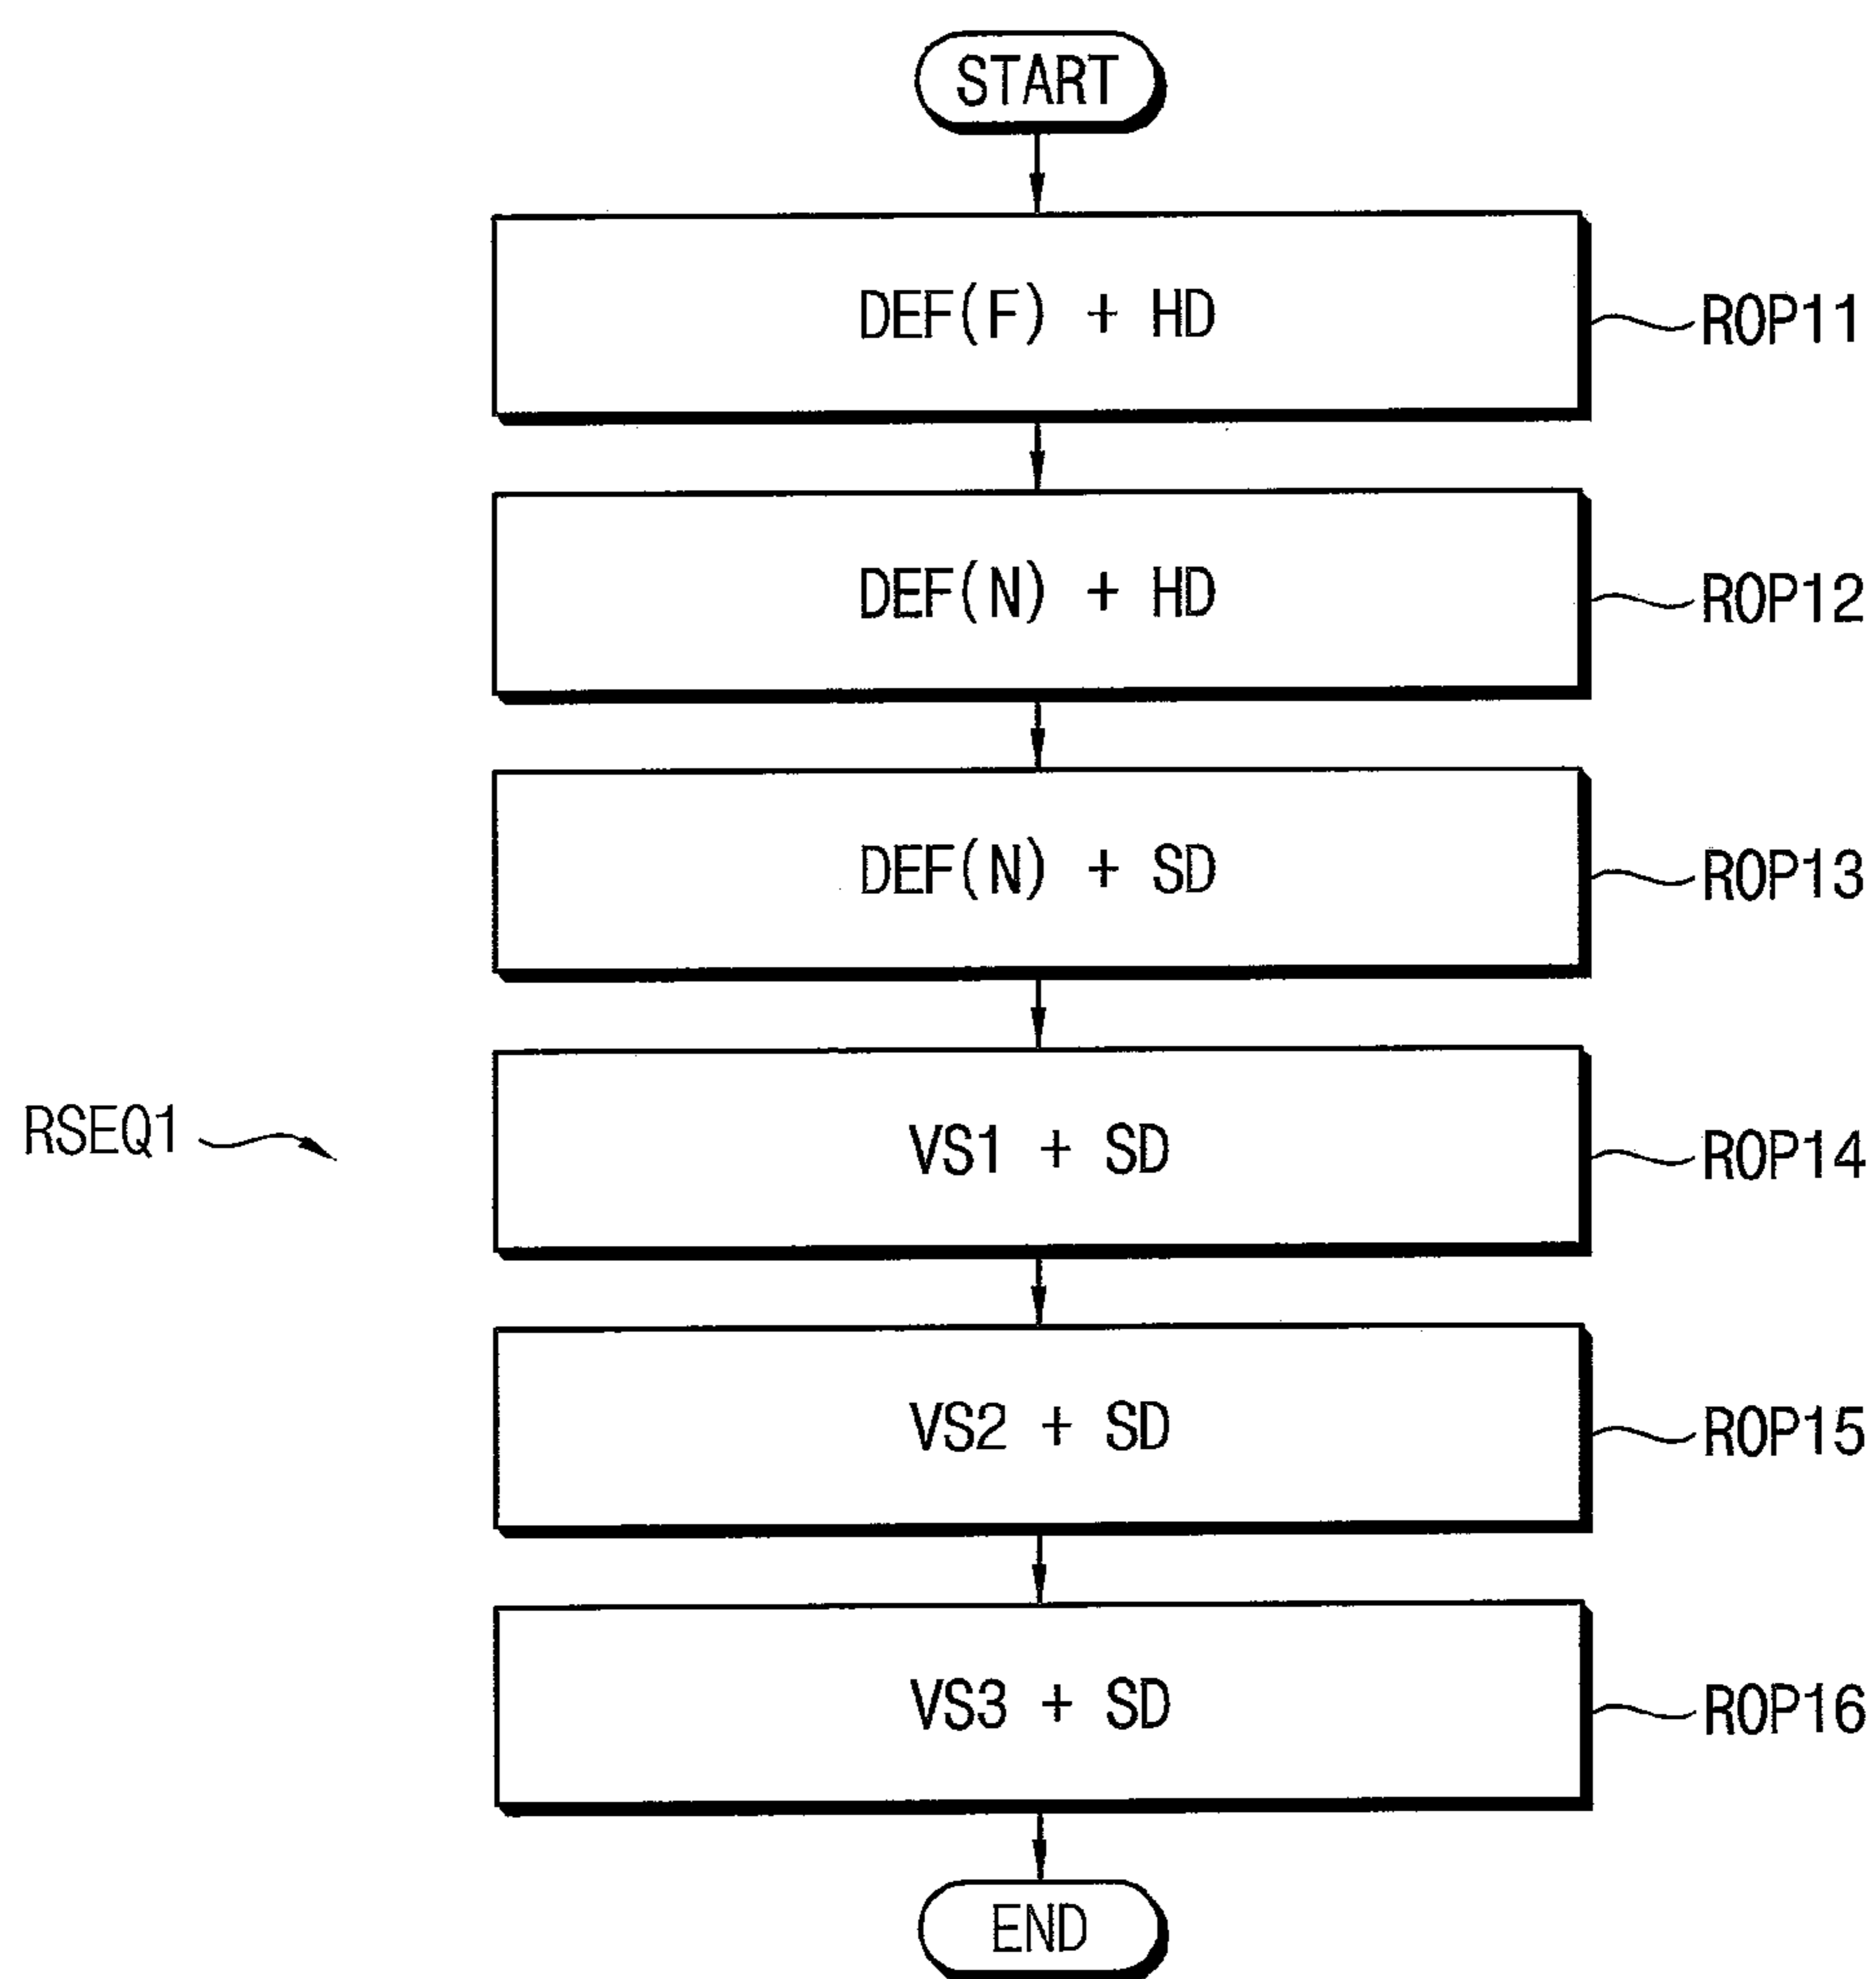 START
DEF(F) + HD
ROP11
DEF(N) + HD
ROP12
DEF(N) + SD
ROP13
RSEQ1
VS1 + SD
ROP14
VS2 + SD
ROP15
VS3 + SD
ROP16
END